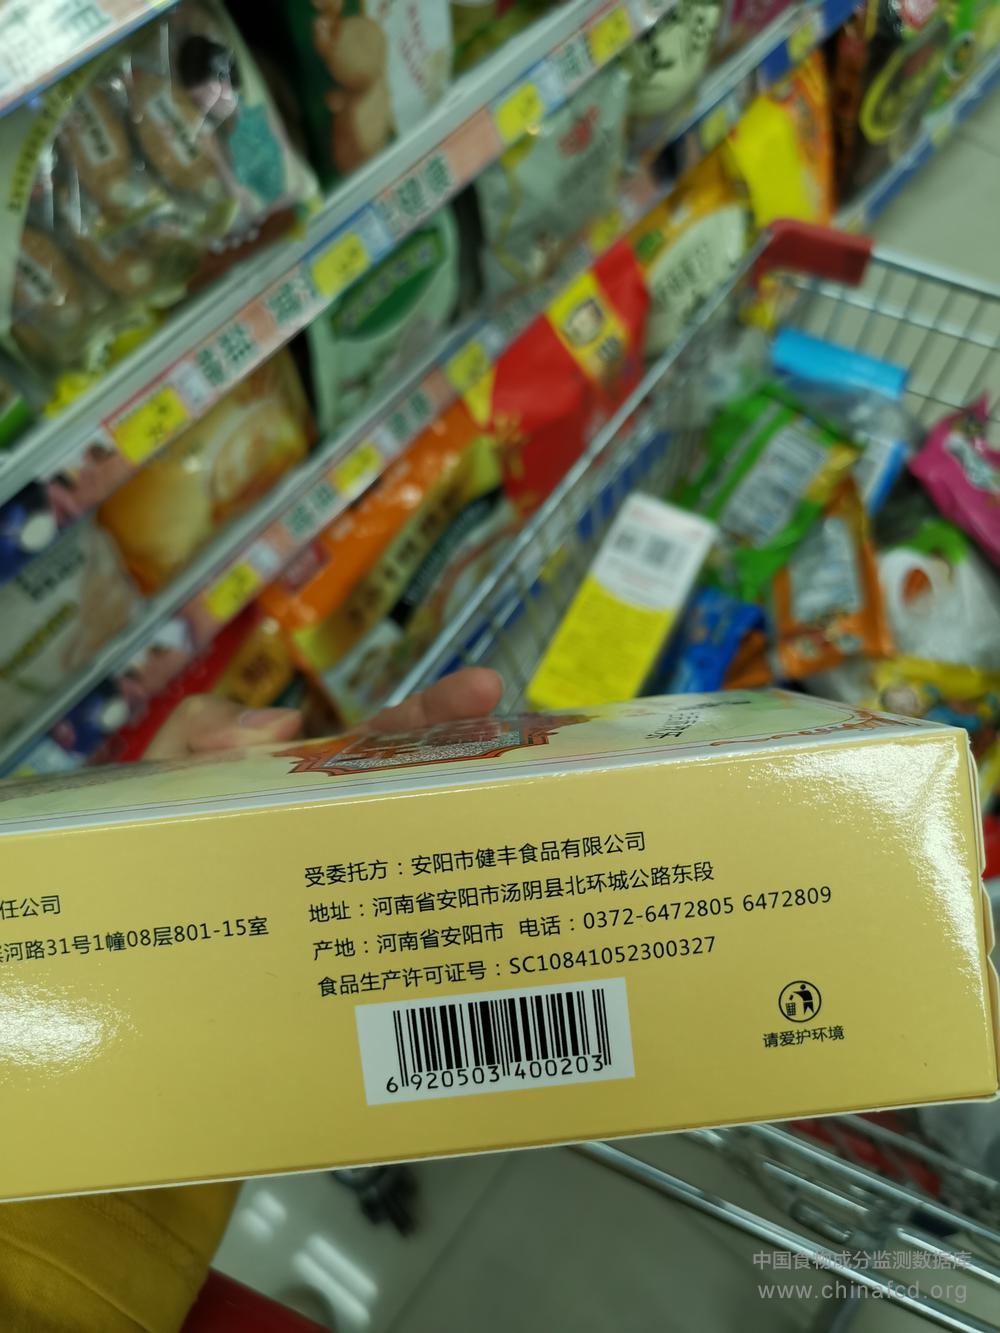 任公司
河路31号1幢08层801-15室
受委托方：安阳市健丰食品有限公司
地址：河南省安阳市汤阴县北环城公路东段
产地：河南省安阳市 电话：0372-6472805 6472809
食品生产许可证号：SC10841052300327
6 920503 400203
请爱护环境
中国食物成分监测数据库
www.chinafcd.org